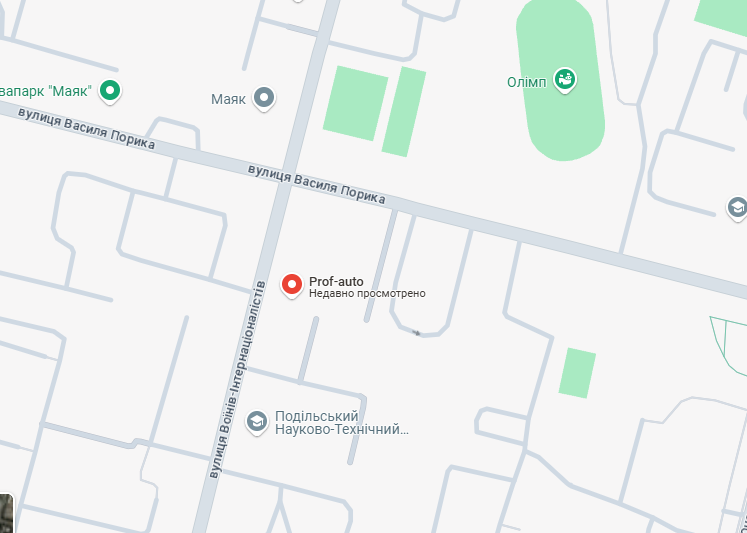 Олімп
вапарк "Маяк"
Маяк
вулиця Василя Порика
вулиця Василя Порика
Prof-auto
Недавно просмотрено
вулиця Воїнів-Інтернаціоналістів
Подільський
Науково-Технічний...